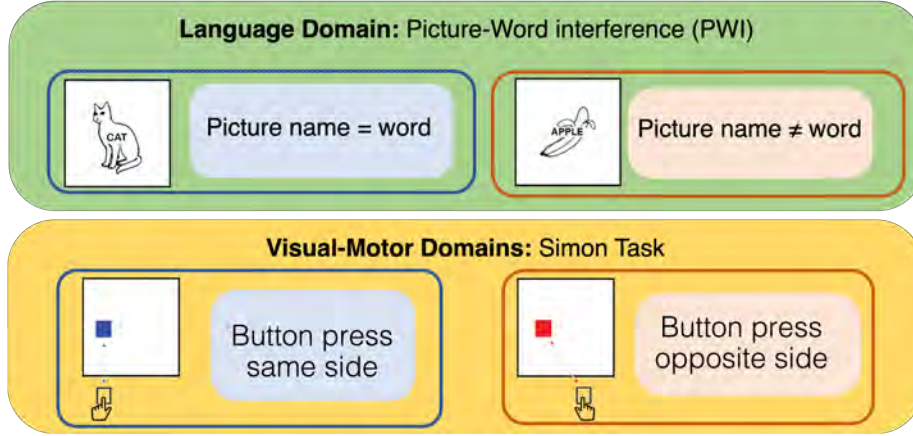 Language Domain: Picture-Word interference (PWI)
CAT
Picture name = word
APPLE
Picture name ≠ word
Visual-Motor Domains: Simon Task
Button press
same side
Button press
opposite side